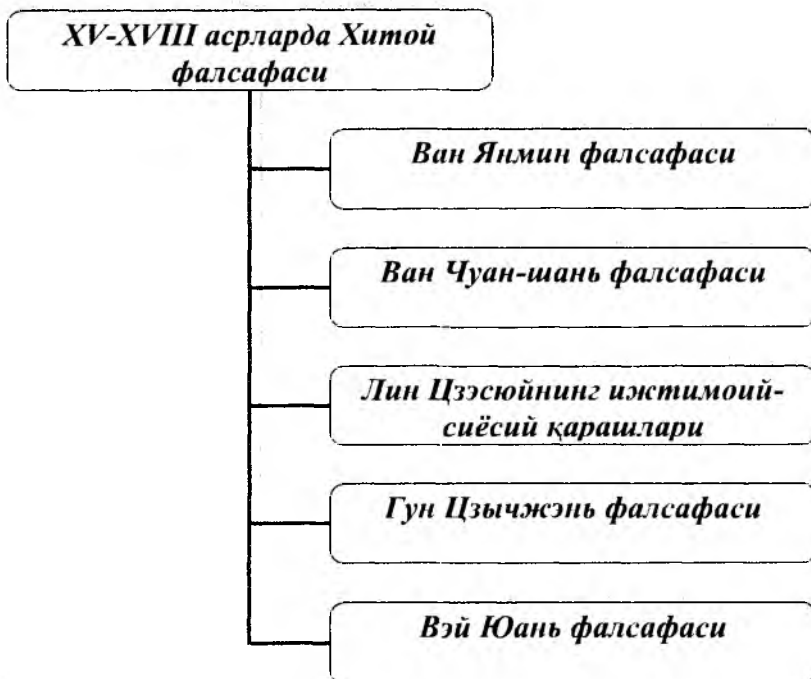 XV-XVIII асрларда Хитой
фалсафаси
Ван Янмин фалсафаси
Ван Чуан-шань фалсафаси
Лин Цзэсюйнинг ижтимоий-
сиёсий қарашлари
Гун Цзычжэнь фалсафаси
Вэй Юань фалсафаси